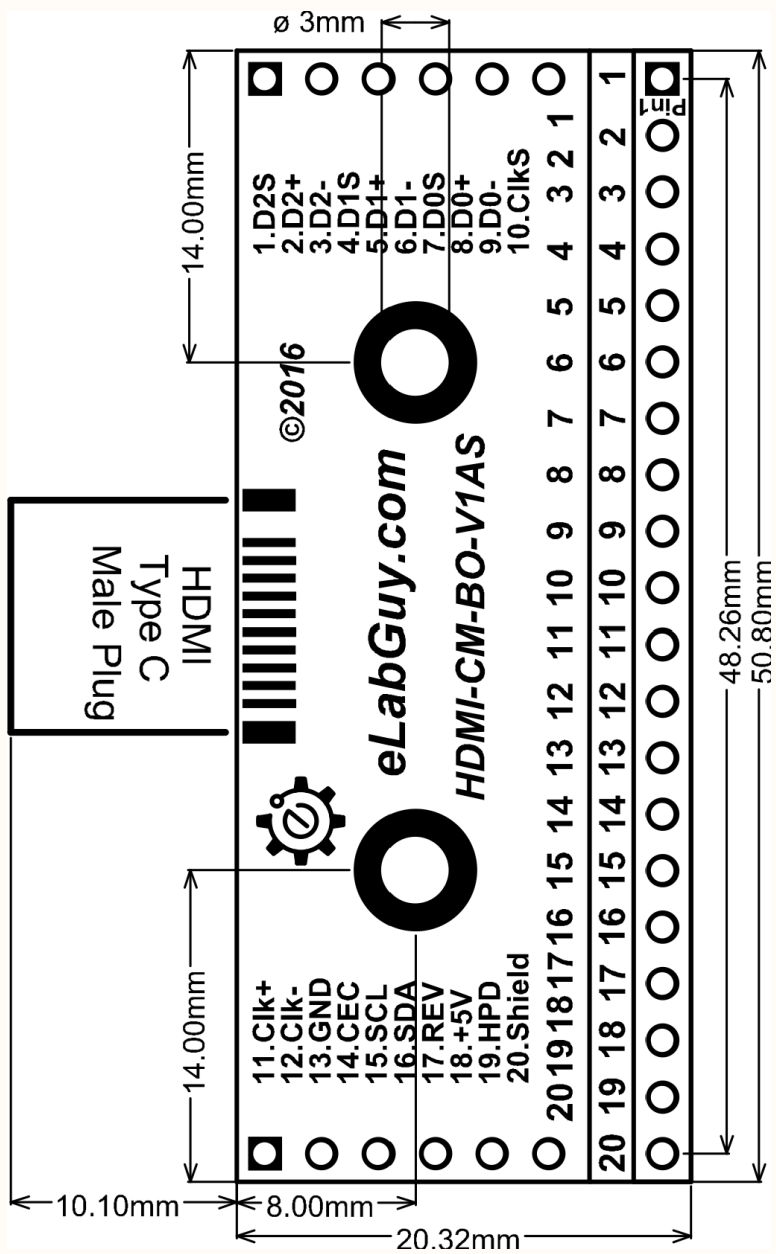 ø 3mm
14.00mm
Pin1
1.D2S
2.D2+
3.D2-
4.D1S
5.D1+
6.D1-
7.D0S
8.D0+
9.D0-
10.ClkS
1
2
3
4
5
6
7
8
9
10
11
12
13
14
15
16
17
18
19
20
1
2
3
4
5
6
7
8
9
10
11
12
13
14
15
16
17
18
19
20
©2016
eLabGuy.com
HDMI-CM-BO-V1AS
HDMI
Type C
Male Plug
48.26mm
50.80mm
14.00mm
11.Clk+
12.Clk-
13.GND
14.CEC
15.SCL
16.SDA
17.REV
18.+5V
19.HPD
20.Shield
10.10mm
8.00mm
20.32mm